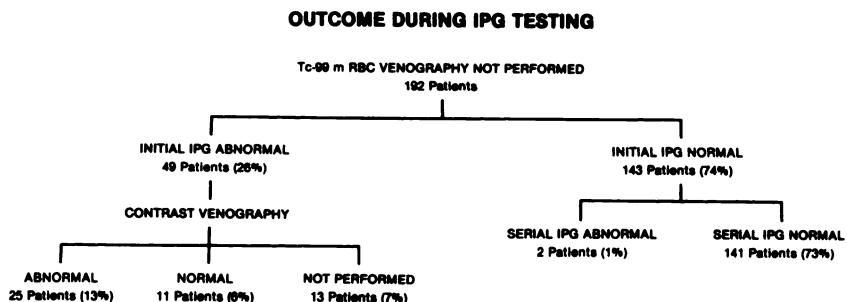 OUTCOME DURING IPG TESTING
Tc-99 m RBC VENOGRAPHY NOT PERFORMED
192 Patients
INITIAL IPG ABNORMAL
49 Patients (26%)
INITIAL IPG NORMAL
143 Patients (74%)
CONTRAST VENOGRAPHY
SERIAL IPG ABNORMAL
2 Patients (1%)
SERIAL IPG NORMAL
141 Patients (73%)
ABNORMAL
25 Patients (13%)
NORMAL
11 Patients (6%)
NOT PERFORMED
13 Patients (7%)